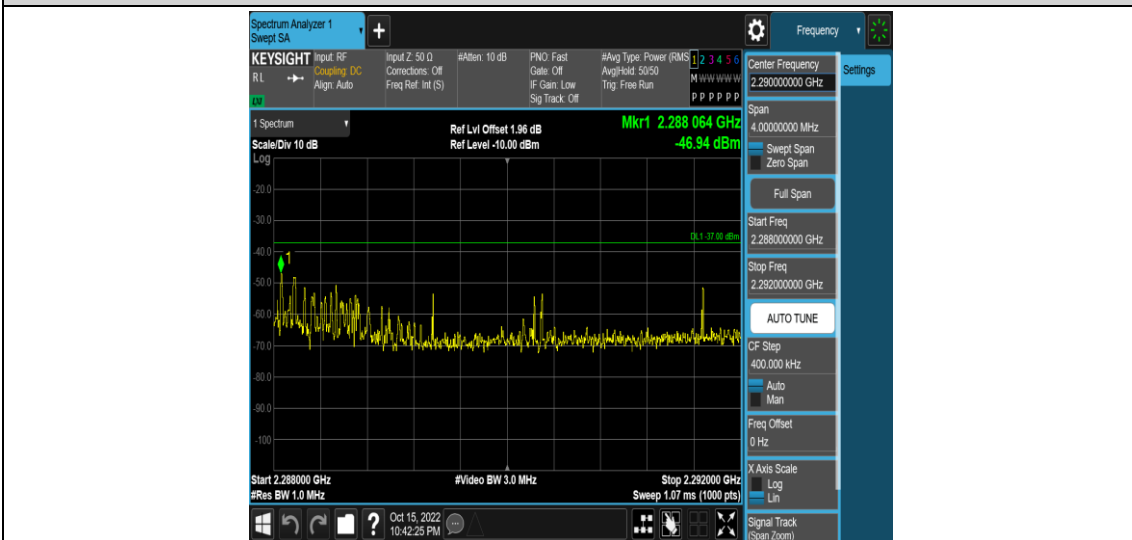 Spectrum Analyzer 1
Swept SA
+
Frequency
KEYSIGHT
RL
LXI
Input: RF
Coupling: DC
Align: Auto
Input Z: 50 Ω
Corrections: Off
Freq Ref: Int (S)
#Atten: 10 dB
PNO: Fast
Gate: Off
IF Gain: Low
Sig Track: Off
#Avg Type: Power (RMS
Avg|Hold: 50/50
Trig: Free Run
1 2 3 4 5 6
M W W W W W
P P P P P P
1 Spectrum
Scale/Div 10 dB
Log
Ref Lvl Offset 1.96 dB
Ref Level -10.00 dBm
Mkr1 2.288 064 GHz
-46.94 dBm
-20.0
-30.0
DL1 -37.00 dBm
-40.0
1
-50.0
-60.0
-70.0
-80.0
-90.0
-100
Start 2.288000 GHz
#Res BW 1.0 MHz
#Video BW 3.0 MHz
Stop 2.292000 GHz
Sweep 1.07 ms (1000 pts)
?
Oct 15, 2022
10:42:25 PM
Center Frequency
2.290000000 GHz
Settings
Span
4.00000000 MHz
Swept Span
Zero Span
Full Span
Start Freq
2.288000000 GHz
Stop Freq
2.292000000 GHz
AUTO TUNE
CF Step
400.000 kHz
Auto
Man
Freq Offset
0 Hz
X Axis Scale
Log
Lin
Signal Track
(Span Zoom)